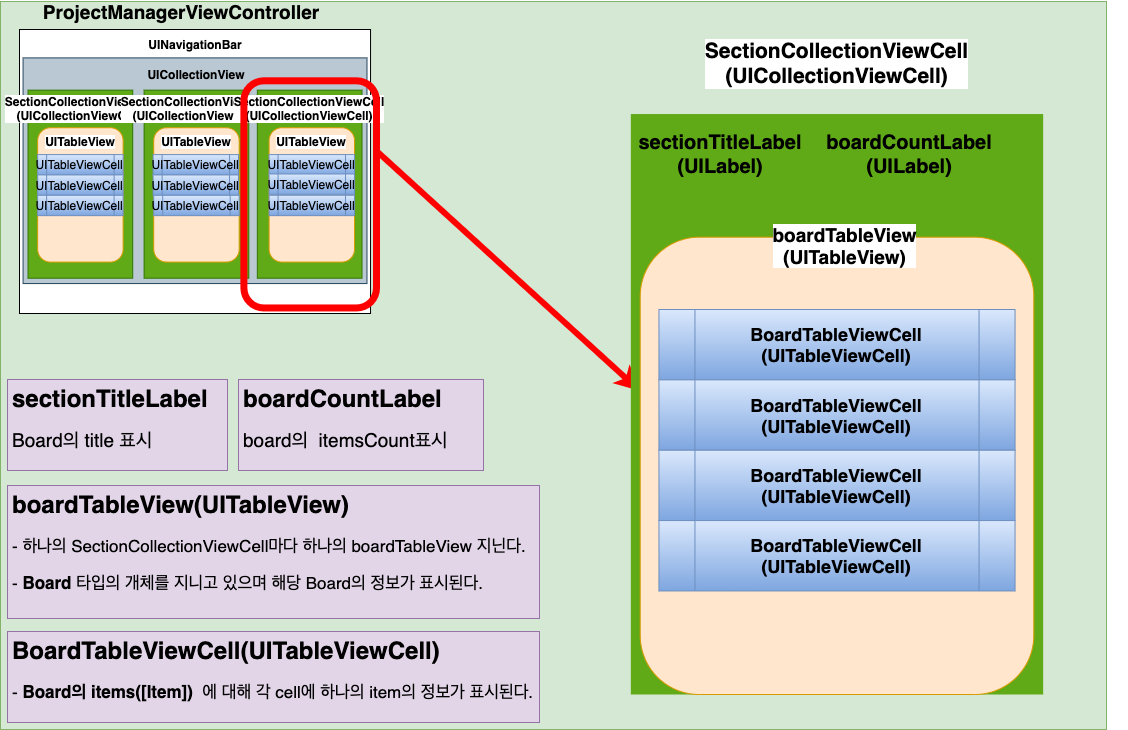 ProjectManagerViewController
UINavigationBar
UICollectionView
SectionCollectionVie
(UICollectionView
SectionCollectionVi
(UICollectionView
SectionCollectionViewCell
(UICollectionViewCell)
UITableView
UITableView
UITableView
UITableViewCell
UITableViewCell
UITableViewCell
UITableViewCell
UITableViewCell
UITableViewCell
UITableViewCell
UITableViewCell
UITableViewCell
SectionCollectionViewCell
(UICollectionViewCell)
sectionTitleLabel
(UILabel)
boardCountLabel
(UILabel)
boardTableView
(UITableView)
BoardTableViewCell
(UITableViewCell)
BoardTableViewCell
(UITableViewCell)
BoardTableViewCell
(UITableViewCell)
BoardTableViewCell
(UITableViewCell)
sectionTitleLabel
Board의 title 표시
boardCountLabel
board의 itemsCount표시
boardTableView(UITableView)
- 하나의 SectionCollectionViewCell마다 하나의 boardTableView 지닌다.
- Board 타입의 개체를 지니고 있으며 해당 Board의 정보가 표시된다.
BoardTableViewCell(UITableViewCell)
- Board의 items([Item]) 에 대해 각 cell에 하나의 item의 정보가 표시된다.